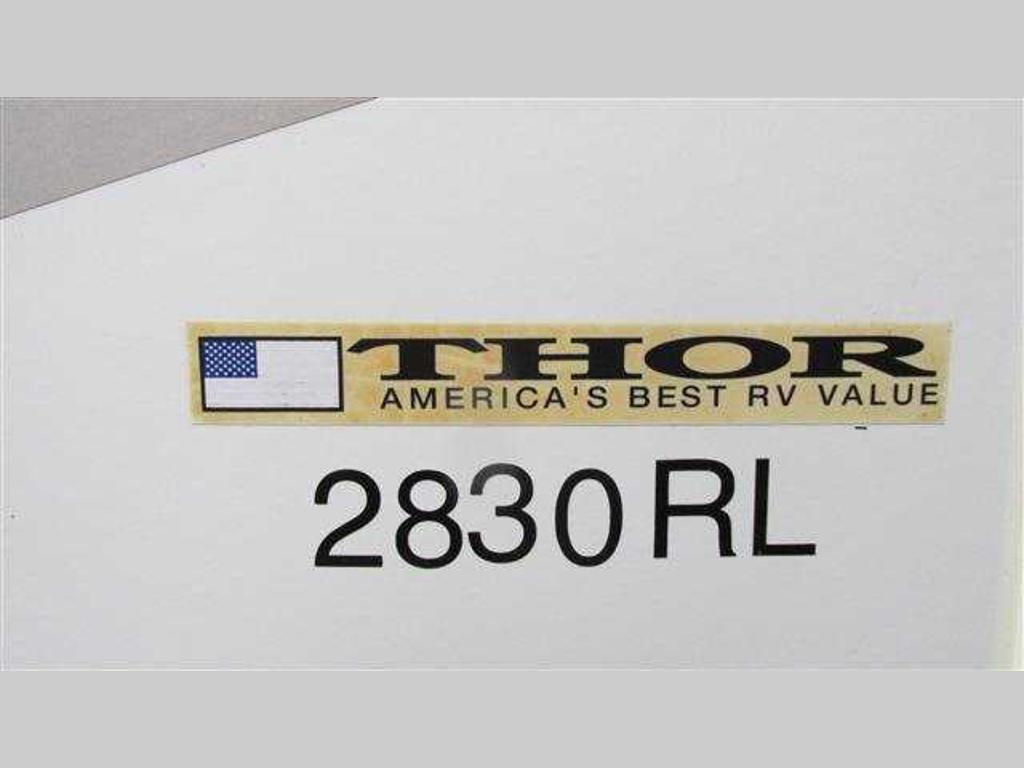 THOR
AMERICA'S BEST RV VALUE
2830RL